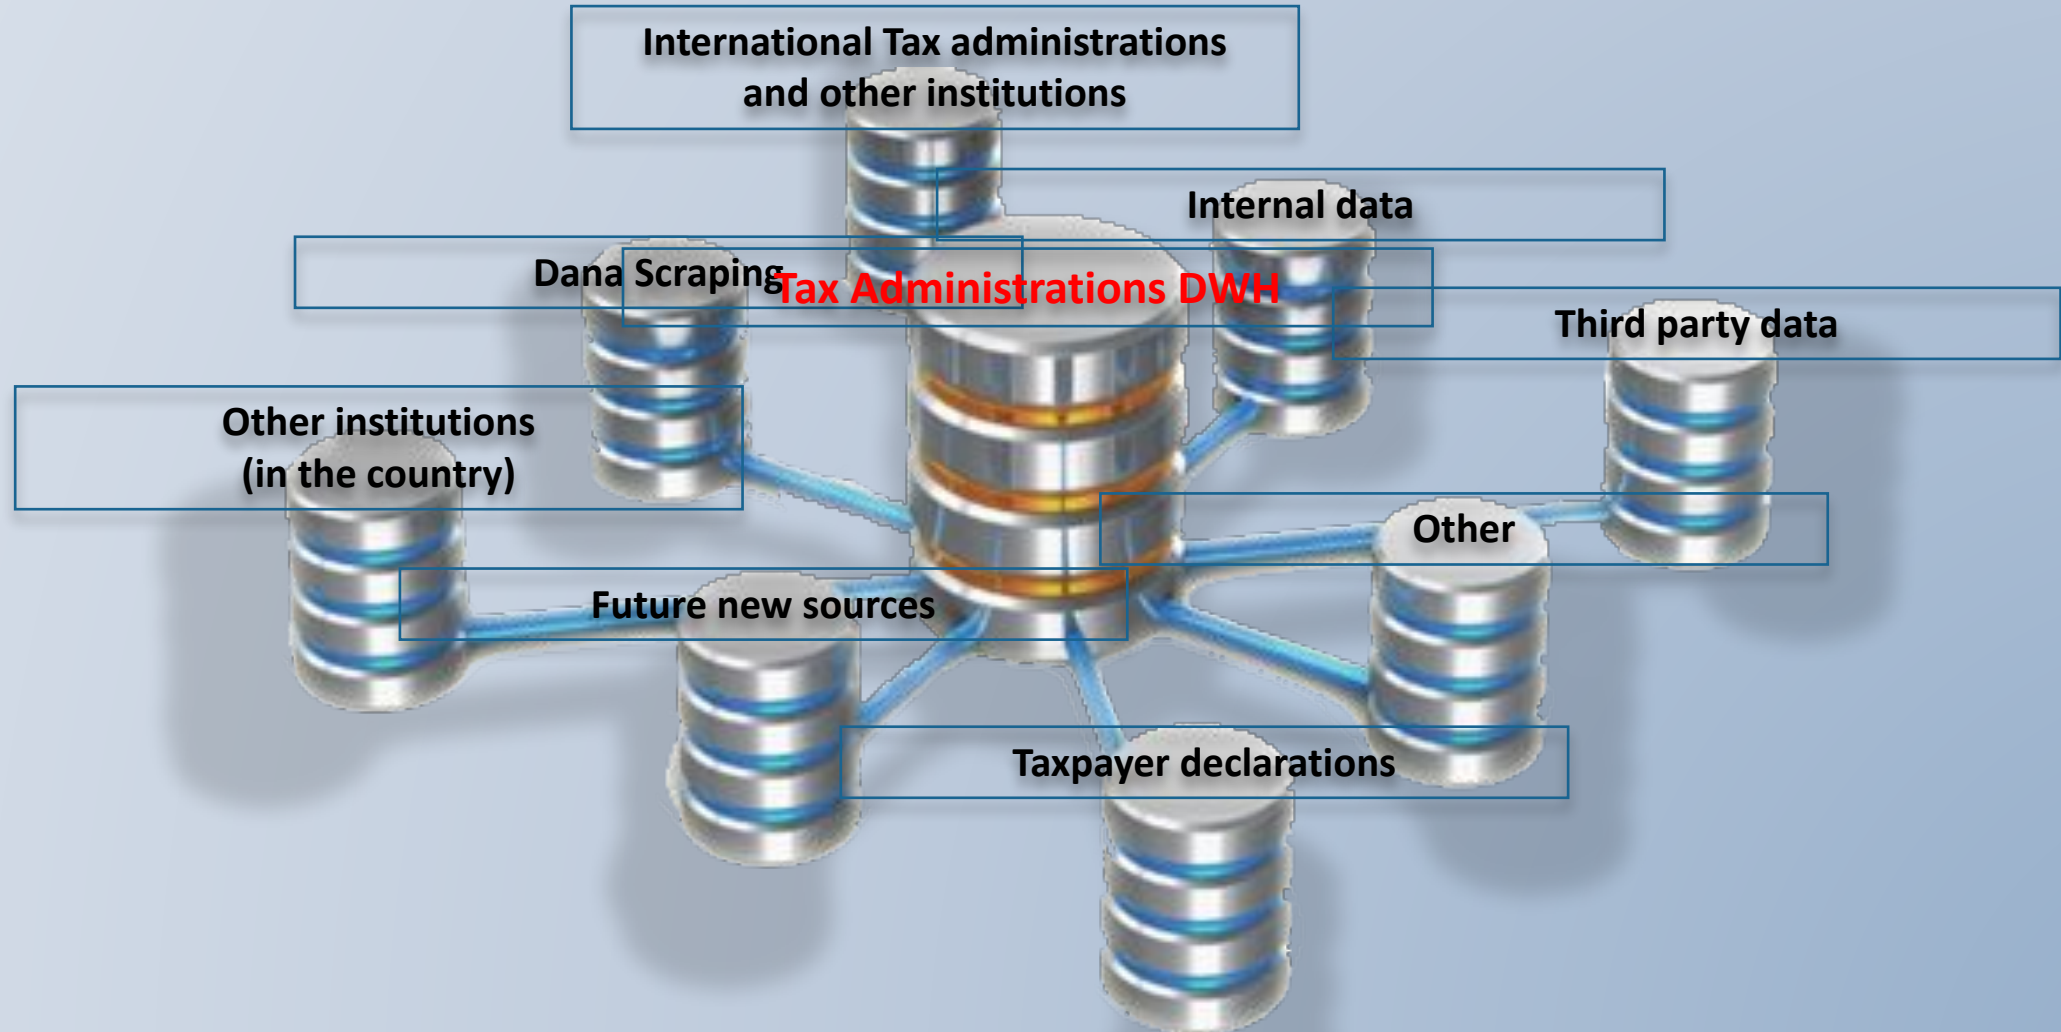 International Tax administrations
and other institutions
Internal data
Dana Scraping
Tax Administrations DWH
Third party data
Other institutions
(in the country)
Other
Future new sources
Taxpayer declarations